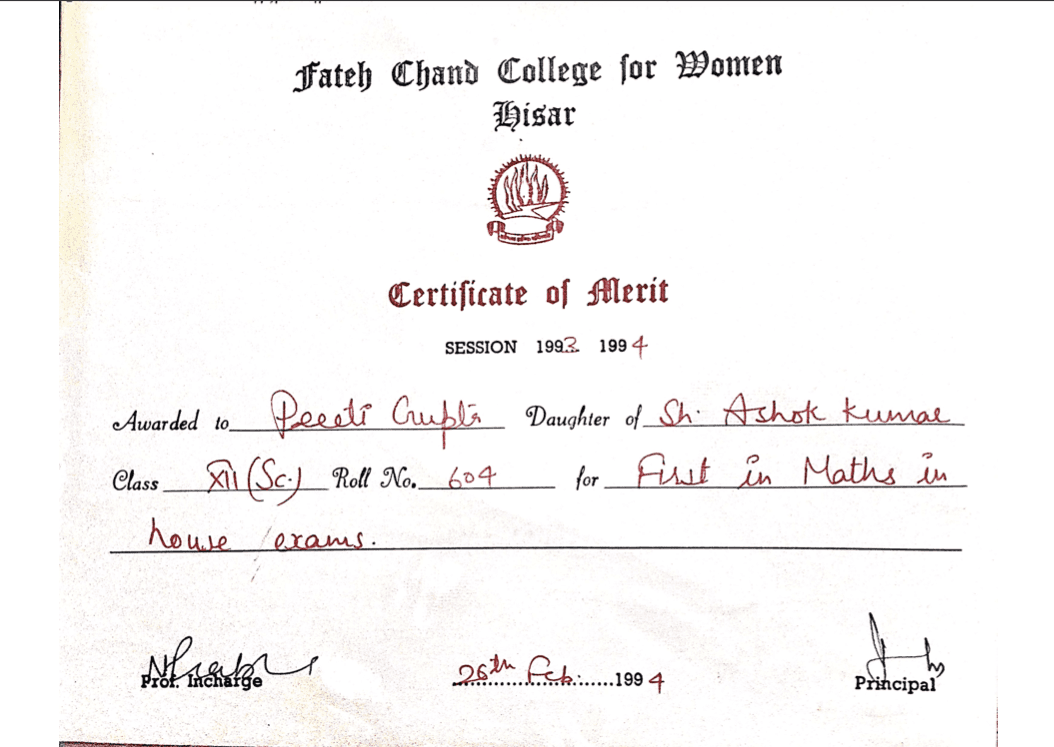 Fateh Chand College for Women
Hisar
Certificate of Merit
SESSION 1993 1994
Awarded to Preeti Gupta Daughter of Sh. Ashok Kumar
Class XII (Sc.) Roll No. 604 for First in Maths in
house exams.
Prof. Incharge 26th Feb. 1994 Principal